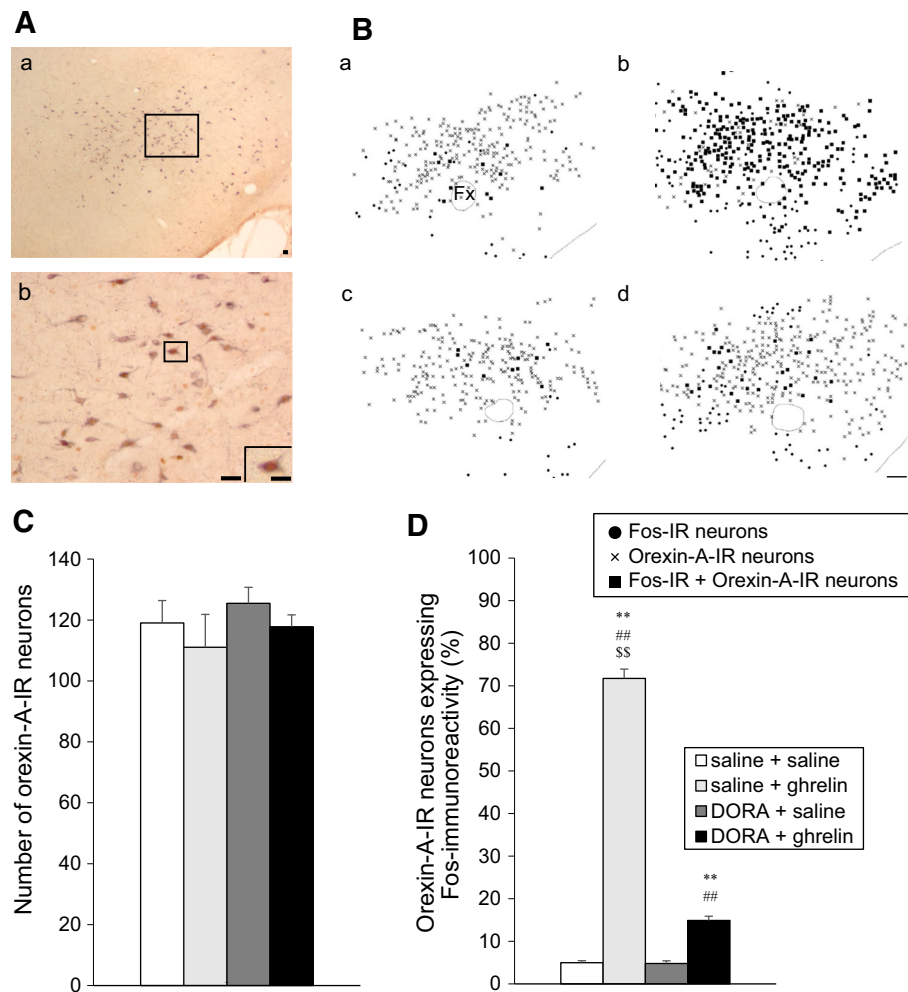 A
a
b
B
a
Fx
b
c
d
C
Number of orexin-A-IR neurons
140
120
100
80
60
40
20
0
D
Fos-IR neurons
Orexin-A-IR neurons
Fos-IR + Orexin-A-IR neurons
Orexin-A-IR neurons expressing
Fos-immunoreactivity (%)
100
90
80
70
60
50
40
30
20
10
0
**
##
$$
**
##
saline + saline
saline + ghrelin
DORA + saline
DORA + ghrelin